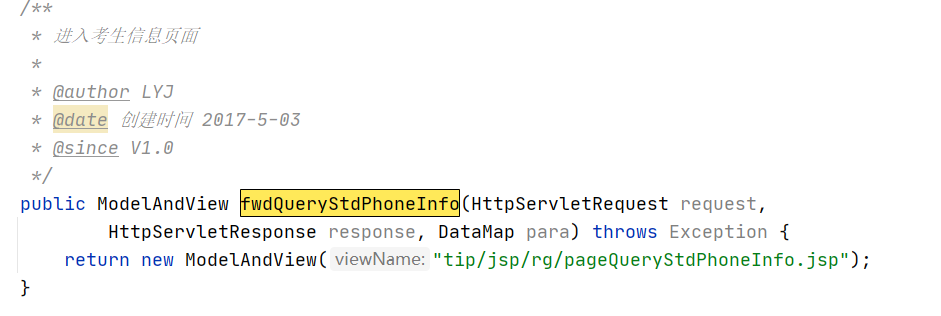 /**
 * 进入考生信息页面
 *
 * @author LYJ
 * @date 创建时间 2017-5-03
 * @since V1.0
 */
public ModelAndView fwdQueryStdPhoneInfo(HttpServletRequest request,
        HttpServletResponse response, DataMap para) throws Exception {
    return new ModelAndView( viewName: "tip/jsp/rg/pageQueryStdPhoneInfo.jsp");
}